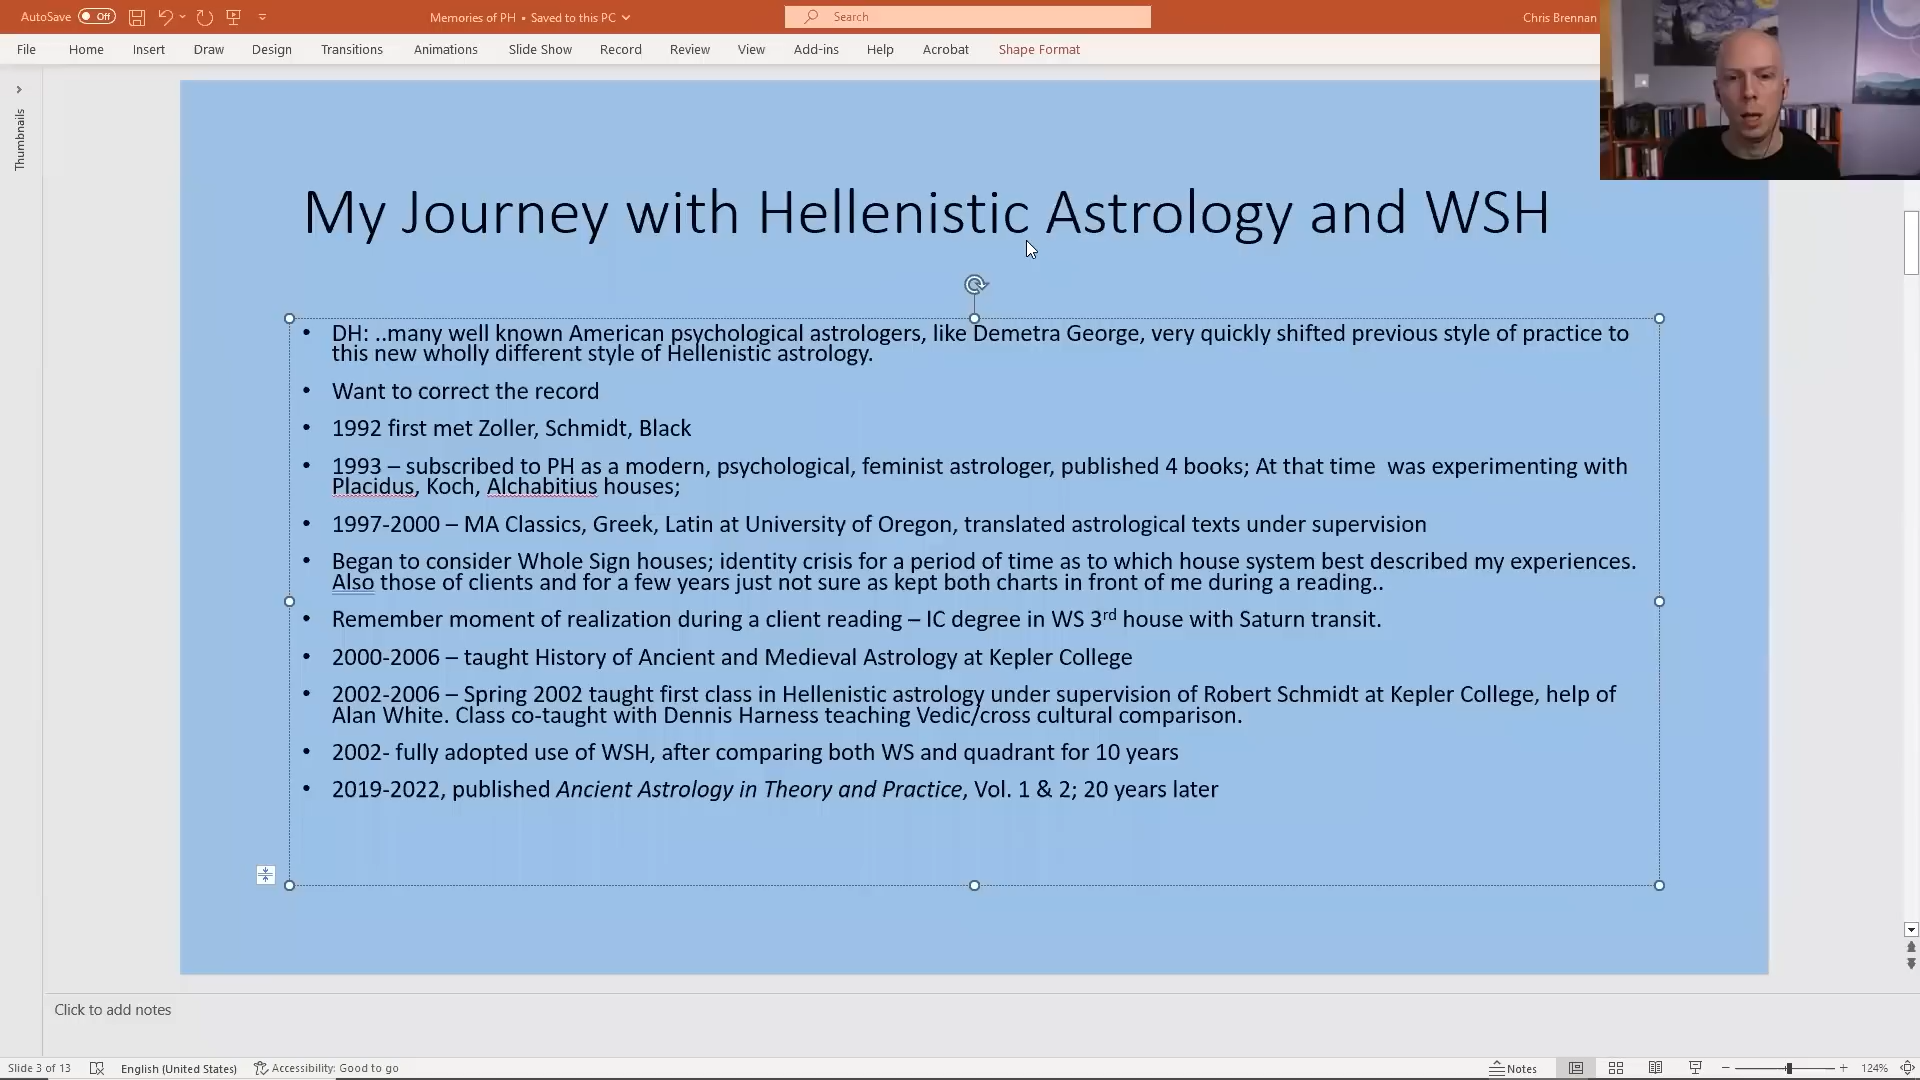 AutoSave Off Memories of PH • Saved to this PC Search Chris Brennan
File Home Insert Draw Design Transitions Animations Slide Show Record Review View Add-ins Help Acrobat Shape Format
Thumbnails
My Journey with Hellenistic Astrology and WSH
• DH: ..many well known American psychological astrologers, like Demetra George, very quickly shifted previous style of practice to
this new wholly different style of Hellenistic astrology.
• Want to correct the record
• 1992 first met Zoller, Schmidt, Black
• 1993 – subscribed to PH as a modern, psychological, feminist astrologer, published 4 books; At that time  was experimenting with
Placidus, Koch, Alchabitius houses;
• 1997-2000 – MA Classics, Greek, Latin at University of Oregon, translated astrological texts under supervision
• Began to consider Whole Sign houses; identity crisis for a period of time as to which house system best described my experiences.
Also those of clients and for a few years just not sure as kept both charts in front of me during a reading..
• Remember moment of realization during a client reading – IC degree in WS 3rd house with Saturn transit.
• 2000-2006 – taught History of Ancient and Medieval Astrology at Kepler College
• 2002-2006 – Spring 2002 taught first class in Hellenistic astrology under supervision of Robert Schmidt at Kepler College, help of
Alan White. Class co-taught with Dennis Harness teaching Vedic/cross cultural comparison.
• 2002- fully adopted use of WSH, after comparing both WS and quadrant for 10 years
• 2019-2022, published Ancient Astrology in Theory and Practice, Vol. 1 & 2; 20 years later
Click to add notes
Slide 3 of 13 English (United States) Accessibility: Good to go Notes 124%